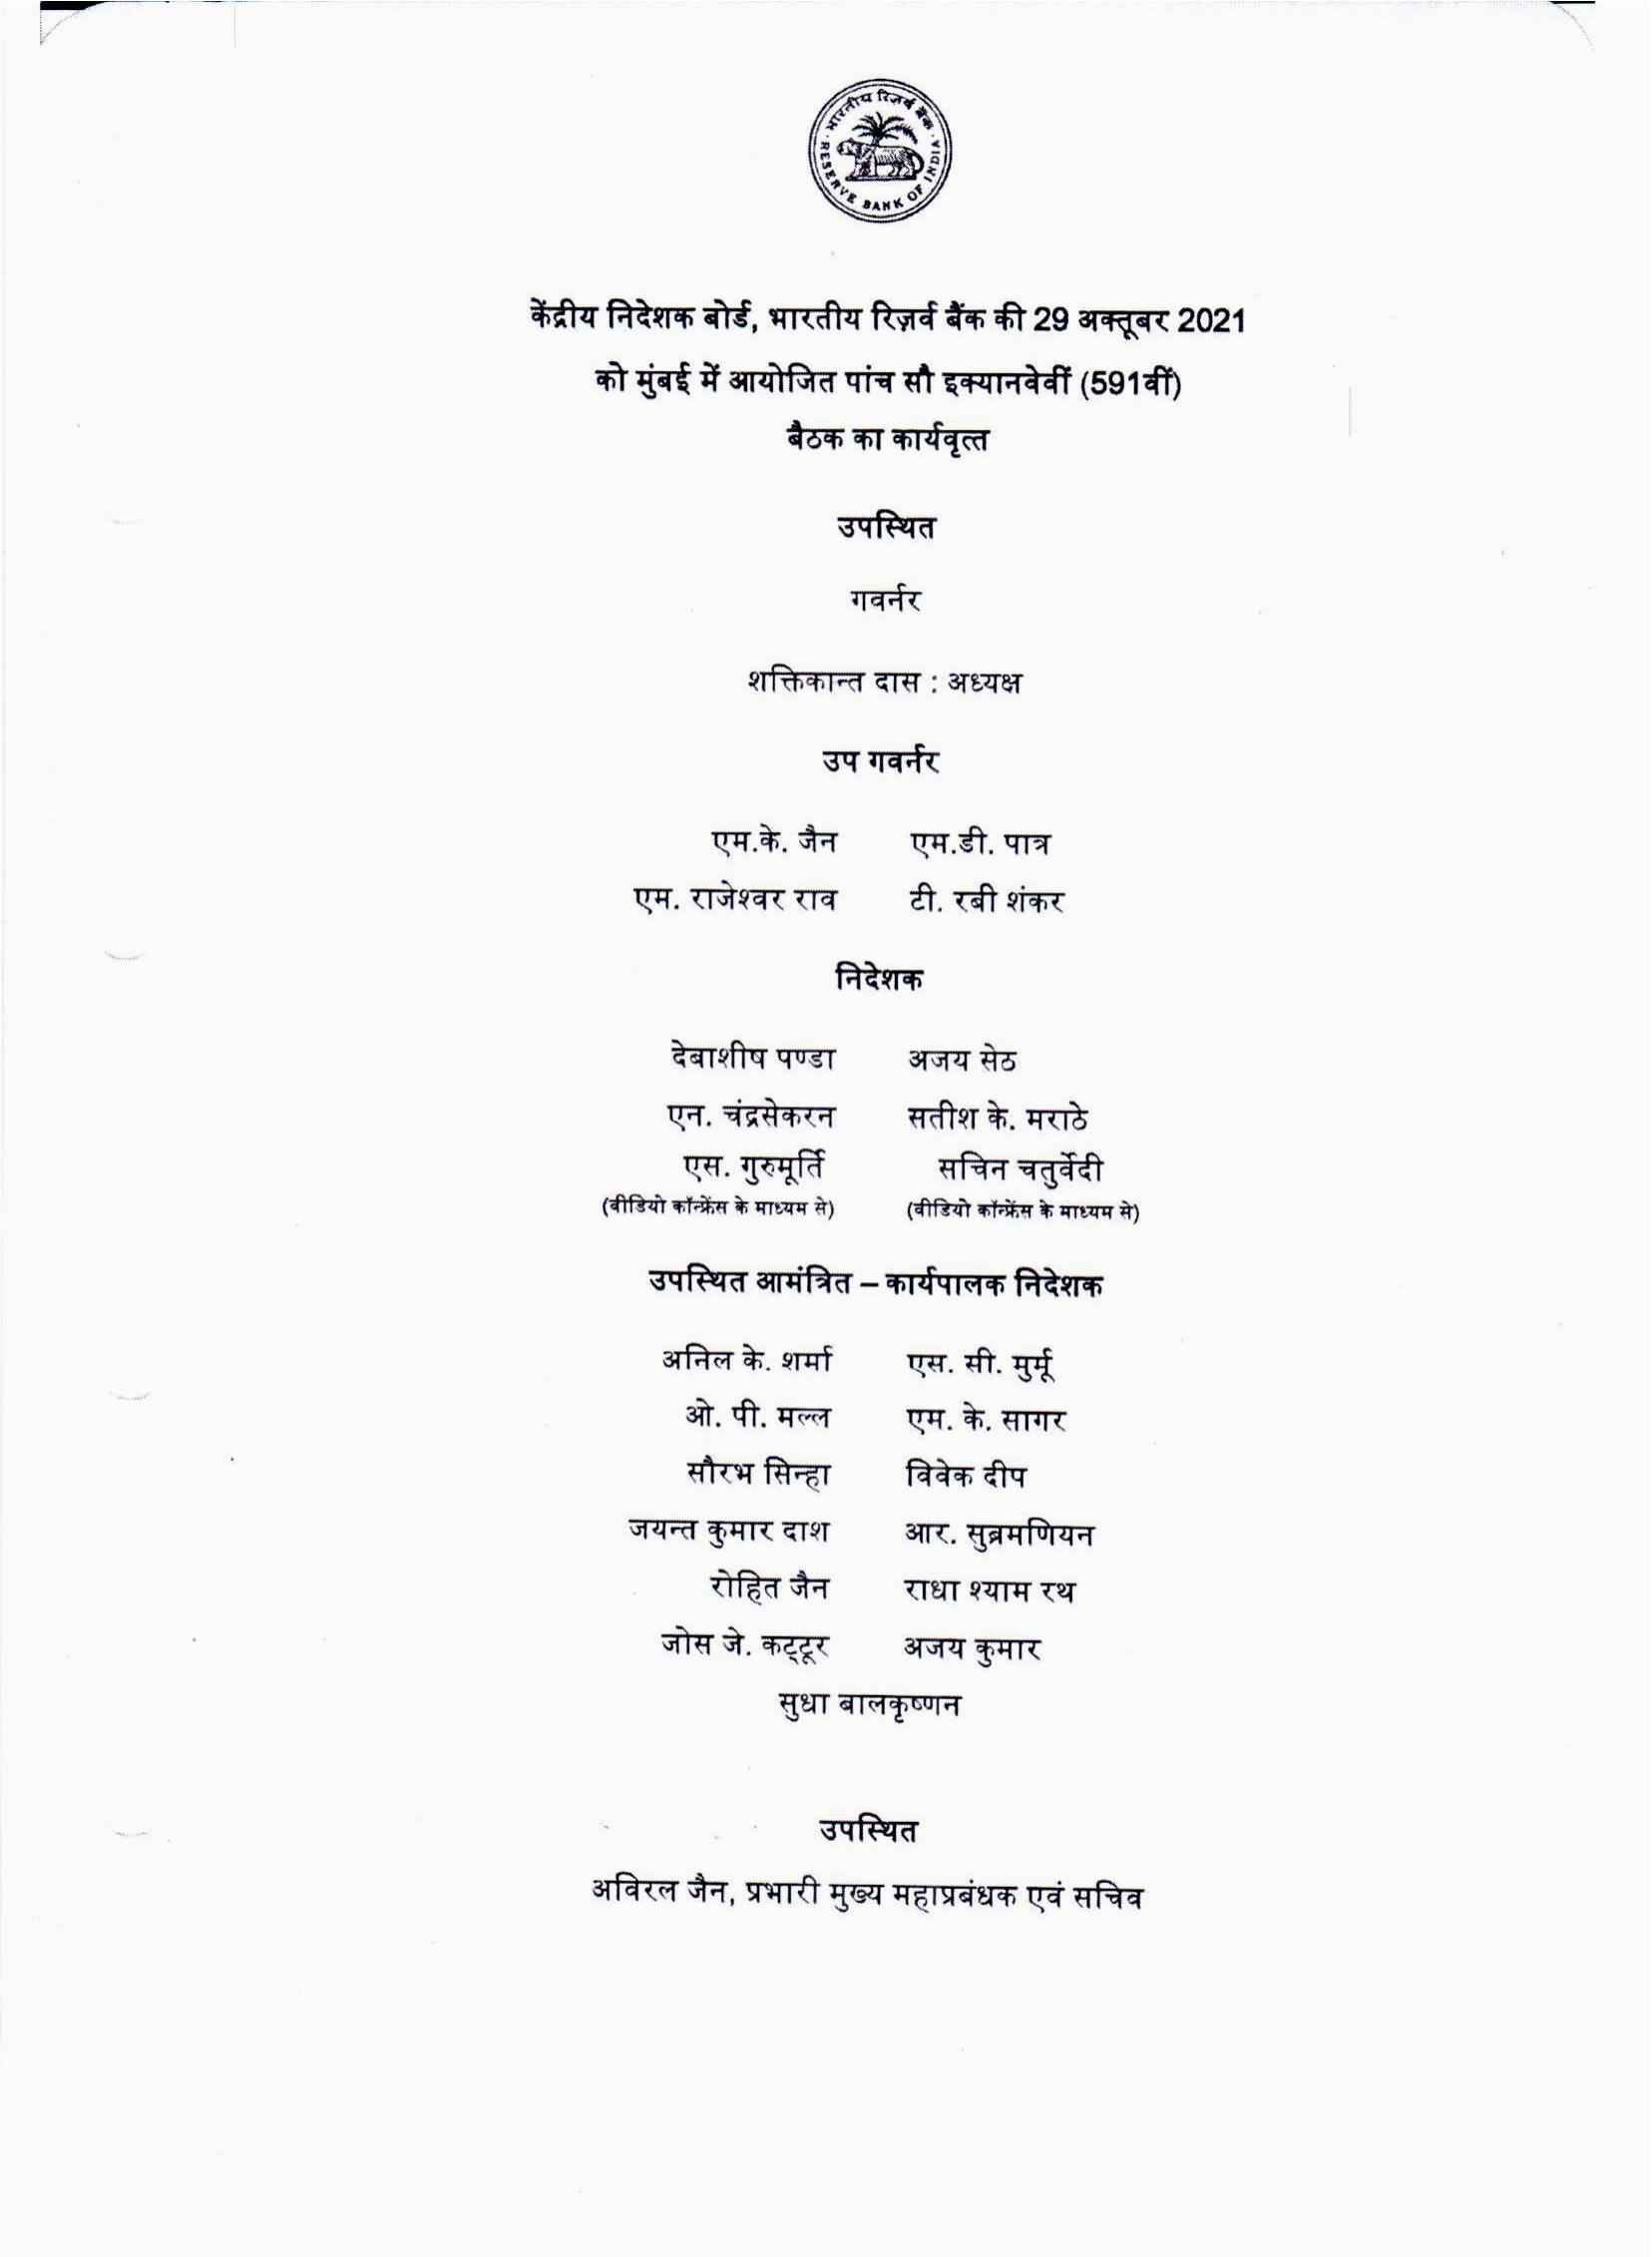 भारतीय रिज़र्व बैंक
RESERVE BANK OF INDIA
केंद्रीय निदेशक बोर्ड, भारतीय रिज़र्व बैंक की 29 अक्तूबर 2021
को मुंबई में आयोजित पांच सौ इक्यानवेवीं (591वीं)
बैठक का कार्यवृत्त
उपस्थित
गवर्नर
शक्तिकान्त दास : अध्यक्ष
उप गवर्नर
एम.के. जैन एम.डी. पात्र
एम. राजेश्वर राव टी. रबी शंकर
निदेशक
देबाशीष पण्डा अजय सेठ
एन. चंद्रसेकरन सतीश के. मराठे
एस. गुरुमूर्ति सचिन चतुर्वेदी
(वीडियो कॉन्फ्रेंस के माध्यम से) (वीडियो कॉन्फ्रेंस के माध्यम से)
उपस्थित आमंत्रित – कार्यपालक निदेशक
अनिल के. शर्मा एस. सी. मुर्मू
ओ. पी. मल्ल एम. के. सागर
सौरभ सिन्हा विवेक दीप
जयन्त कुमार दाश आर. सुब्रमणियन
रोहित जैन राधा श्याम रथ
जोस जे. कट्टूर अजय कुमार
सुधा बालकृष्णन
उपस्थित
अविरल जैन, प्रभारी मुख्य महाप्रबंधक एवं सचिव